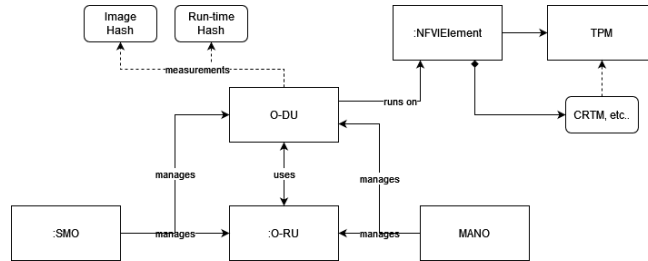 Image
Hash
Run-time
Hash
:NFVIElement
TPM
measurements
runs on
O-DU
CRTM, etc..
manages
uses
manages
:SMO
manages
:O-RU
manages
MANO